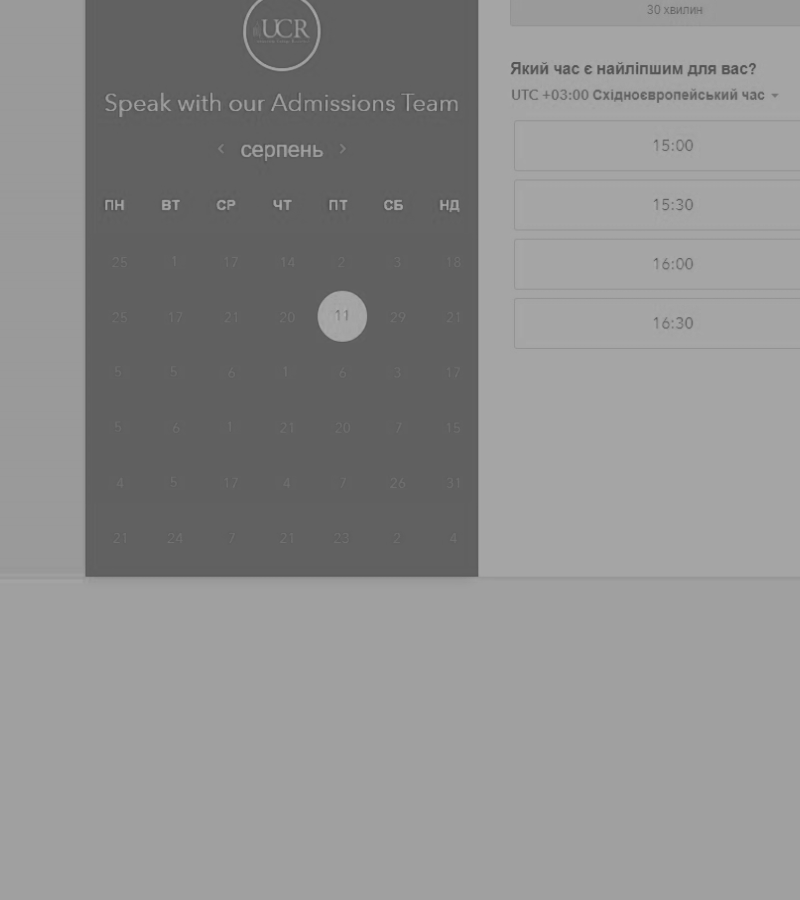 UCR
Speak with our Admissions Team
серпень
ПН ВТ СР ЧТ ПТ СБ НД
25 1 17 14 2 3 18
25 17 21 20 11 29 21
5 5 6 1 6 3 17
5 6 1 21 20 7 15
4 5 17 4 7 26 31
21 24 7 21 23 2 4
30 хвилин
Який час є найліпшим для вас?
UTC +03:00 Східноєвропейський час
15:00
15:30
16:00
16:30